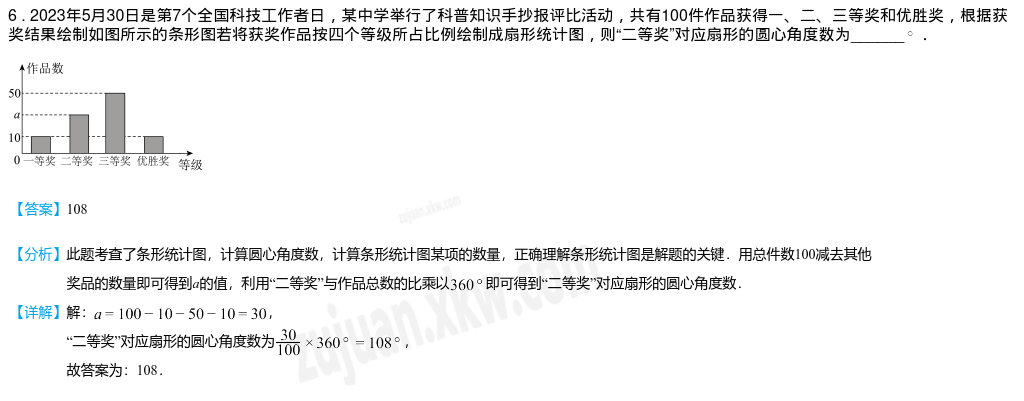 6．2023年5月30日是第7个全国科技工作者日，某中学举行了科普知识手抄报评比活动，共有100件作品获得一、二、三等奖和优胜奖，根据获
奖结果绘制如图所示的条形图若将获奖作品按四个等级所占比例绘制成扇形统计图，则“二等奖”对应扇形的圆心角度数为_______°．
作品数
50
a
10
0 一等奖 二等奖 三等奖 优胜奖 等级
【答案】108
【分析】此题考查了条形统计图，计算圆心角度数，计算条形统计图某项的数量，正确理解条形统计图是解题的关键．用总件数100减去其他
奖品的数量即可得到a的值，利用“二等奖”与作品总数的比乘以360°即可得到“二等奖”对应扇形的圆心角度数．
【详解】解：a = 100 − 10 − 50 − 10 = 30，
“二等奖”对应扇形的圆心角度数为30/100 × 360° = 108°，
故答案为：108．
zujuan.xkw.com
zujuan.xkw.com